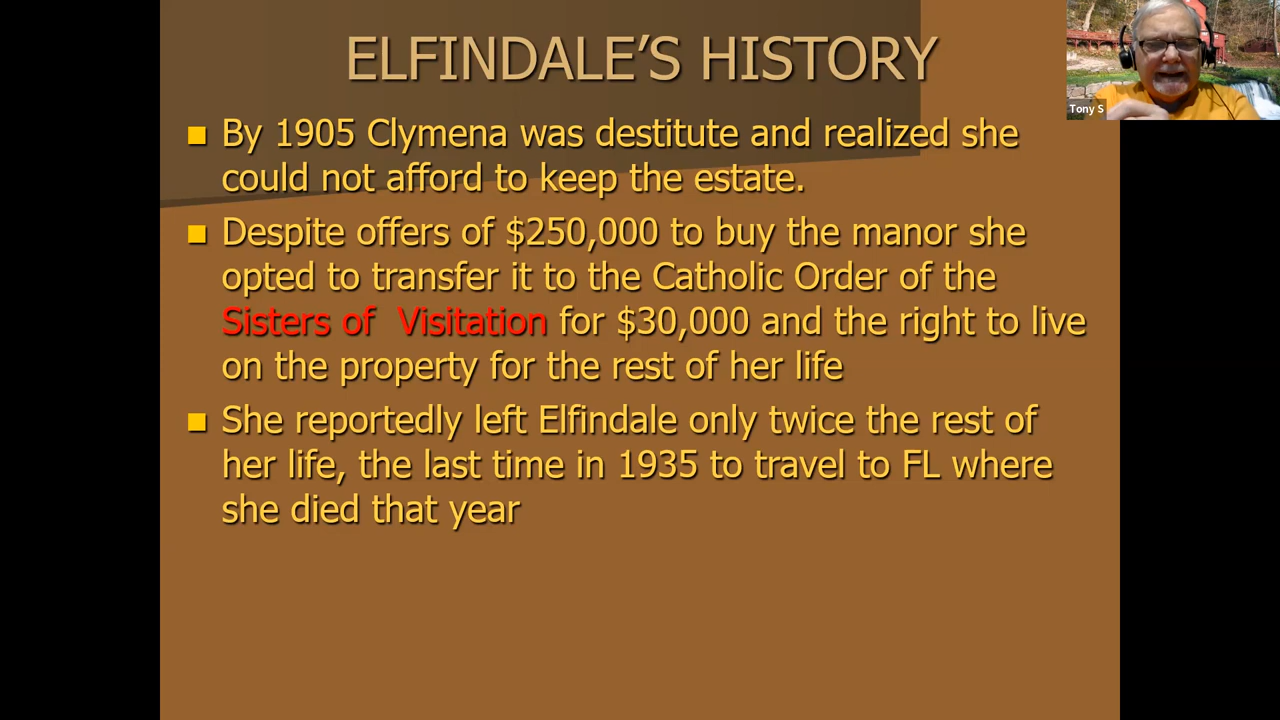 ELFINDALE'S HISTORY
Tony S
By 1905 Clymena was destitute and realized she
could not afford to keep the estate.
Despite offers of $250,000 to buy the manor she
opted to transfer it to the Catholic Order of the
Sisters of  Visitation for $30,000 and the right to live
on the property for the rest of her life
She reportedly left Elfindale only twice the rest of
her life, the last time in 1935 to travel to FL where
she died that year